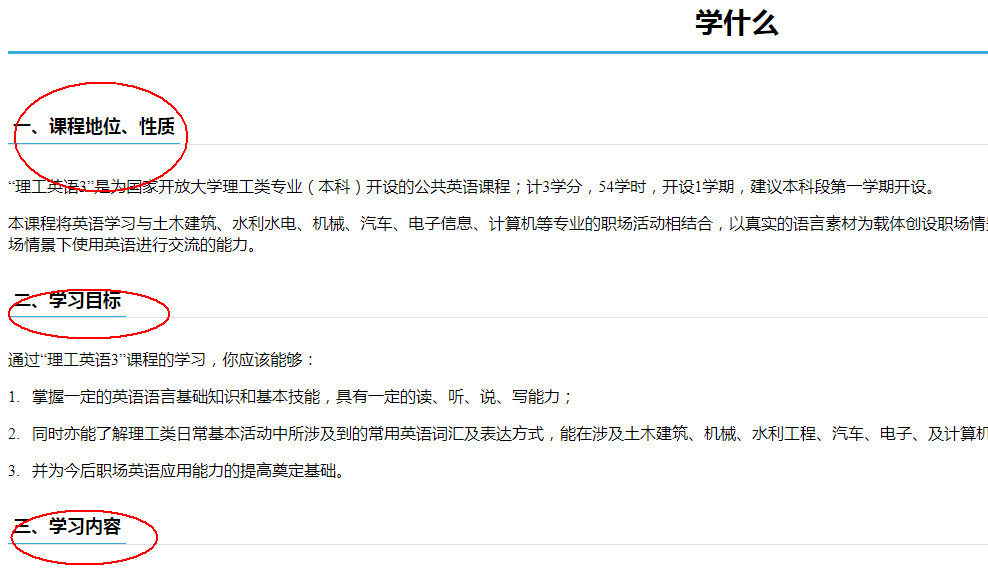 学什么
一、课程地位、性质
“理工英语3”是为国家开放大学理工类专业（本科）开设的公共英语课程；计3学分，54学时，开设1学期，建议本科段第一学期开设。
本课程将英语学习与土木建筑、水利水电、机械、汽车、电子信息、计算机等专业的职场活动相结合，以真实的语言素材为载体创设职场情
场情景下使用英语进行交流的能力。
二、学习目标
通过“理工英语3”课程的学习，你应该能够：
1. 掌握一定的英语语言基础知识和基本技能，具有一定的读、听、说、写能力；
2. 同时亦能了解理工类日常基本活动中所涉及到的常用英语词汇及表达方式，能在涉及土木建筑、机械、水利工程、汽车、电子、及计算机
3. 并为今后职场英语应用能力的提高奠定基础。
三、学习内容